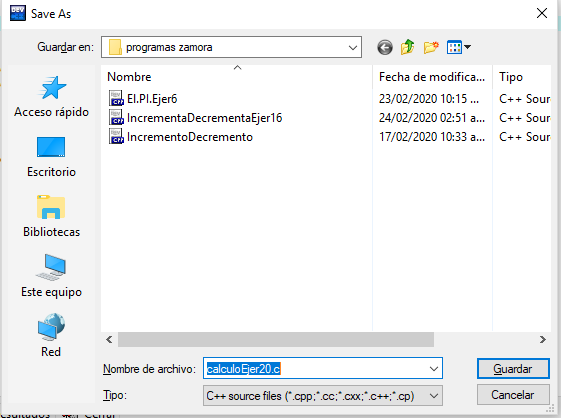 Save As
Guardar en: programas zamora
Nombre Fecha de modifica... Tipo
EI.PI.Ejer6 23/02/2020 10:15 ... C++ Sour
IncrementaDecrementaEjer16 24/02/2020 02:51 a... C++ Sour
IncrementoDecremento 17/02/2020 10:33 a... C++ Sour
Acceso rápido
Escritorio
Bibliotecas
Este equipo
Red
Nombre de archivo: calculoEjer20.c Guardar
Tipo: C++ source files (*.cpp;*.cc;*.cxx;*.c++;*.cp) Cancelar
Cerrar